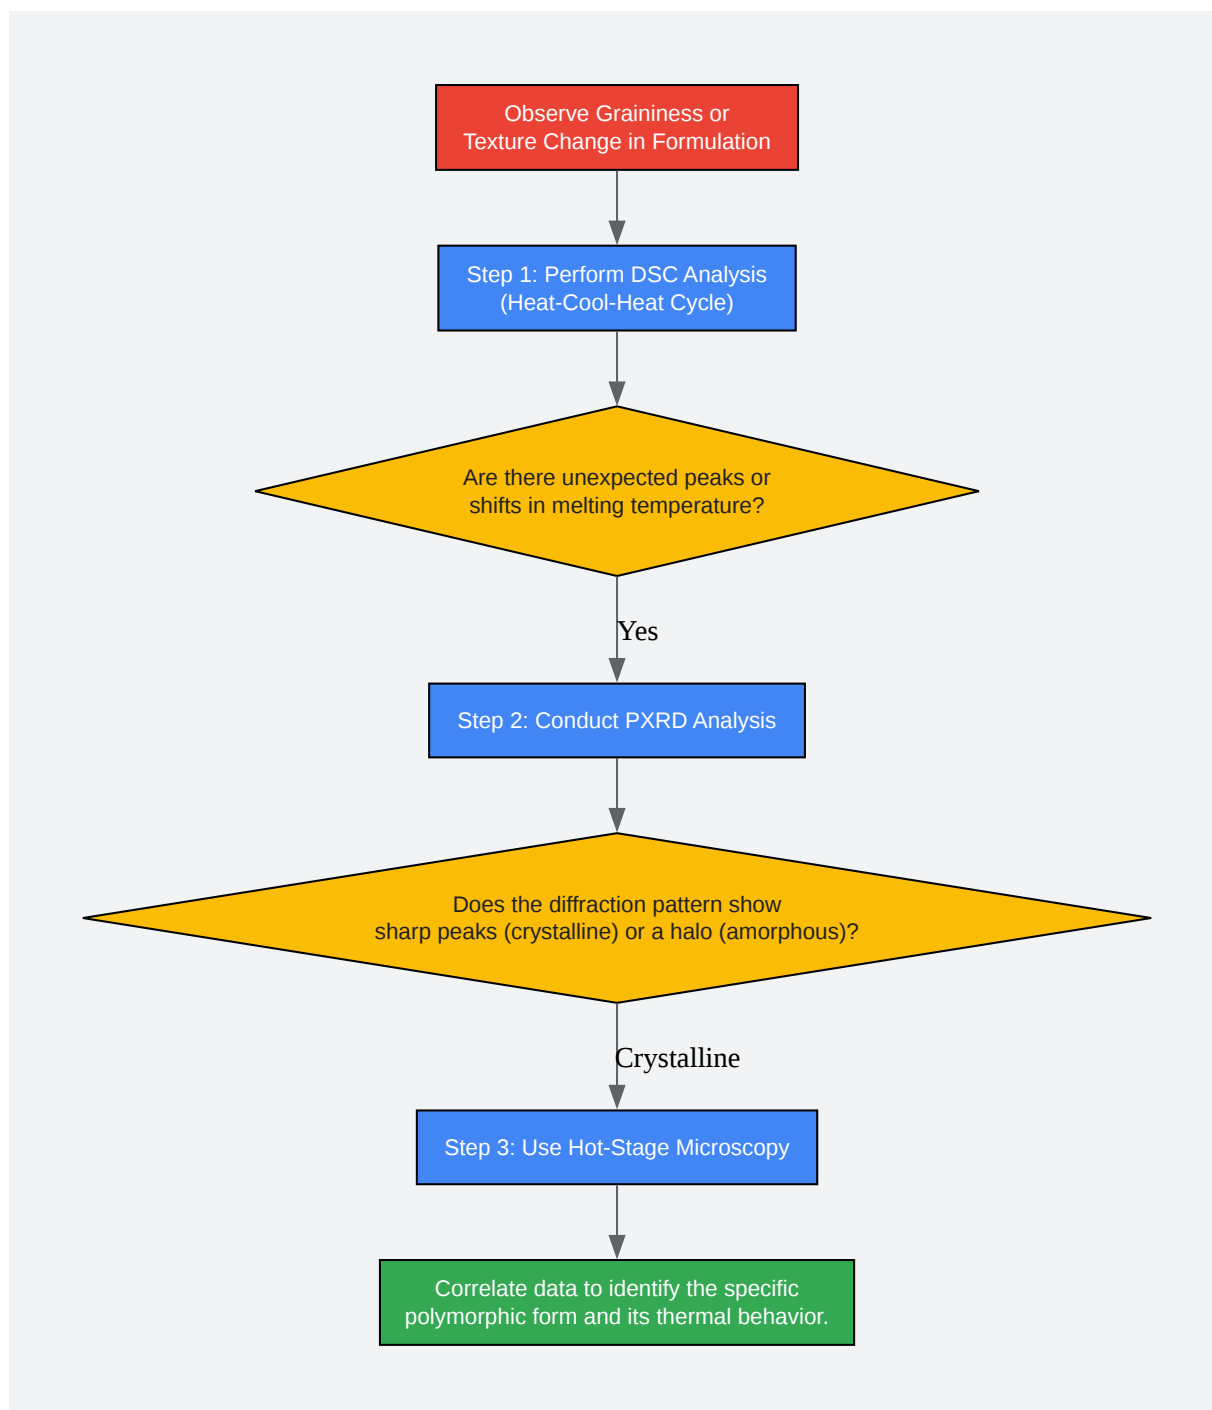 Observe Graininess or
Texture Change in Formulation
Step 1: Perform DSC Analysis
(Heat-Cool-Heat Cycle)
Are there unexpected peaks or
shifts in melting temperature?
Yes
Step 2: Conduct PXRD Analysis
Does the diffraction pattern show
sharp peaks (crystalline) or a halo (amorphous)?
Crystalline
Step 3: Use Hot-Stage Microscopy
Correlate data to identify the specific
polymorphic form and its thermal behavior.